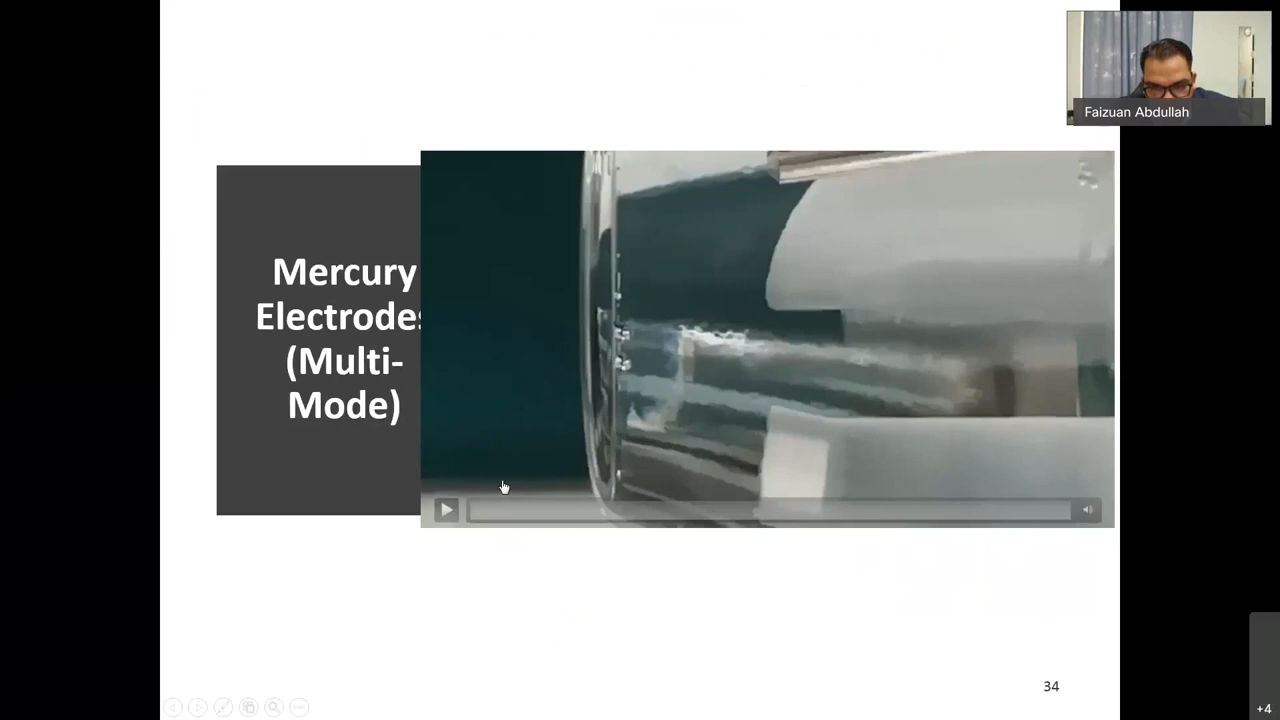 Faizuan Abdullah
Mercury
Electrodes
(Multi-
Mode)
34
+4